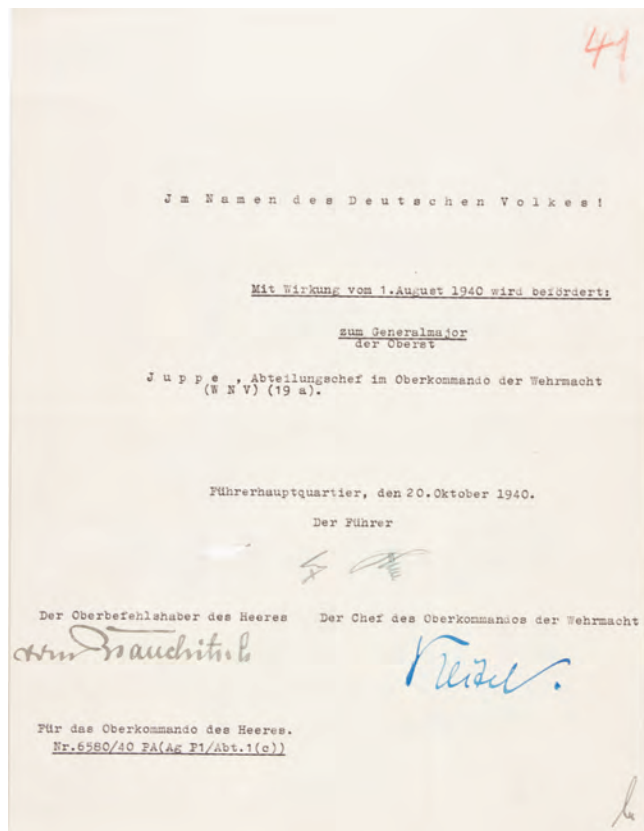 41
Jm Namen des Deutschen Volkes!
Mit Wirkung vom 1.August 1940 wird befördert:
zum Generalmajor
der Oberst
Juppe, Abteilungschef im Oberkommando der Wehrmacht
(W N V) (19 a).
Führerhauptquartier, den 20.Oktober 1940.
Der Führer
Der Oberbefehlshaber des Heeres Der Chef des Oberkommandos der Wehrmacht
von Brauchitsch Keitel.
Für das Oberkommando des Heeres.
Nr.6580/40 PA(Ag P1/Abt.1(c))